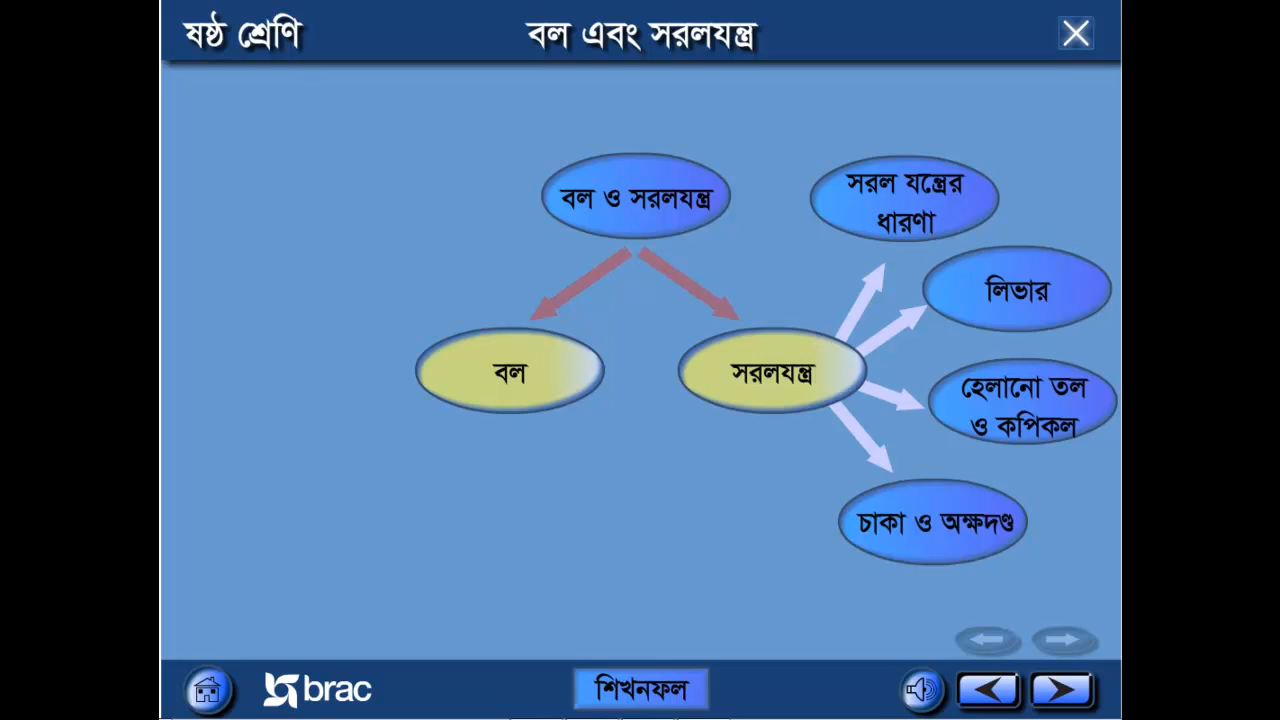 ষষ্ঠ শ্রেণি
বল এবং সরলযন্ত্র
বল ও সরলযন্ত্র
সরল যন্ত্রের
ধারণা
লিভার
বল
সরলযন্ত্র
হেলানো তল
ও কপিকল
চাকা ও অক্ষদণ্ড
brac
শিখনফল